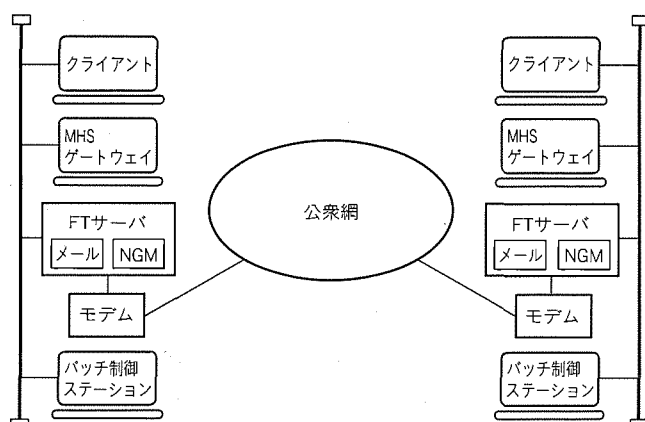 クライアント
MHS
ゲートウェイ
FTサーバ
メール NGM
モデム
バッチ制御
ステーション
公衆網
クライアント
MHS
ゲートウェイ
FTサーバ
メール NGM
モデム
バッチ制御
ステーション